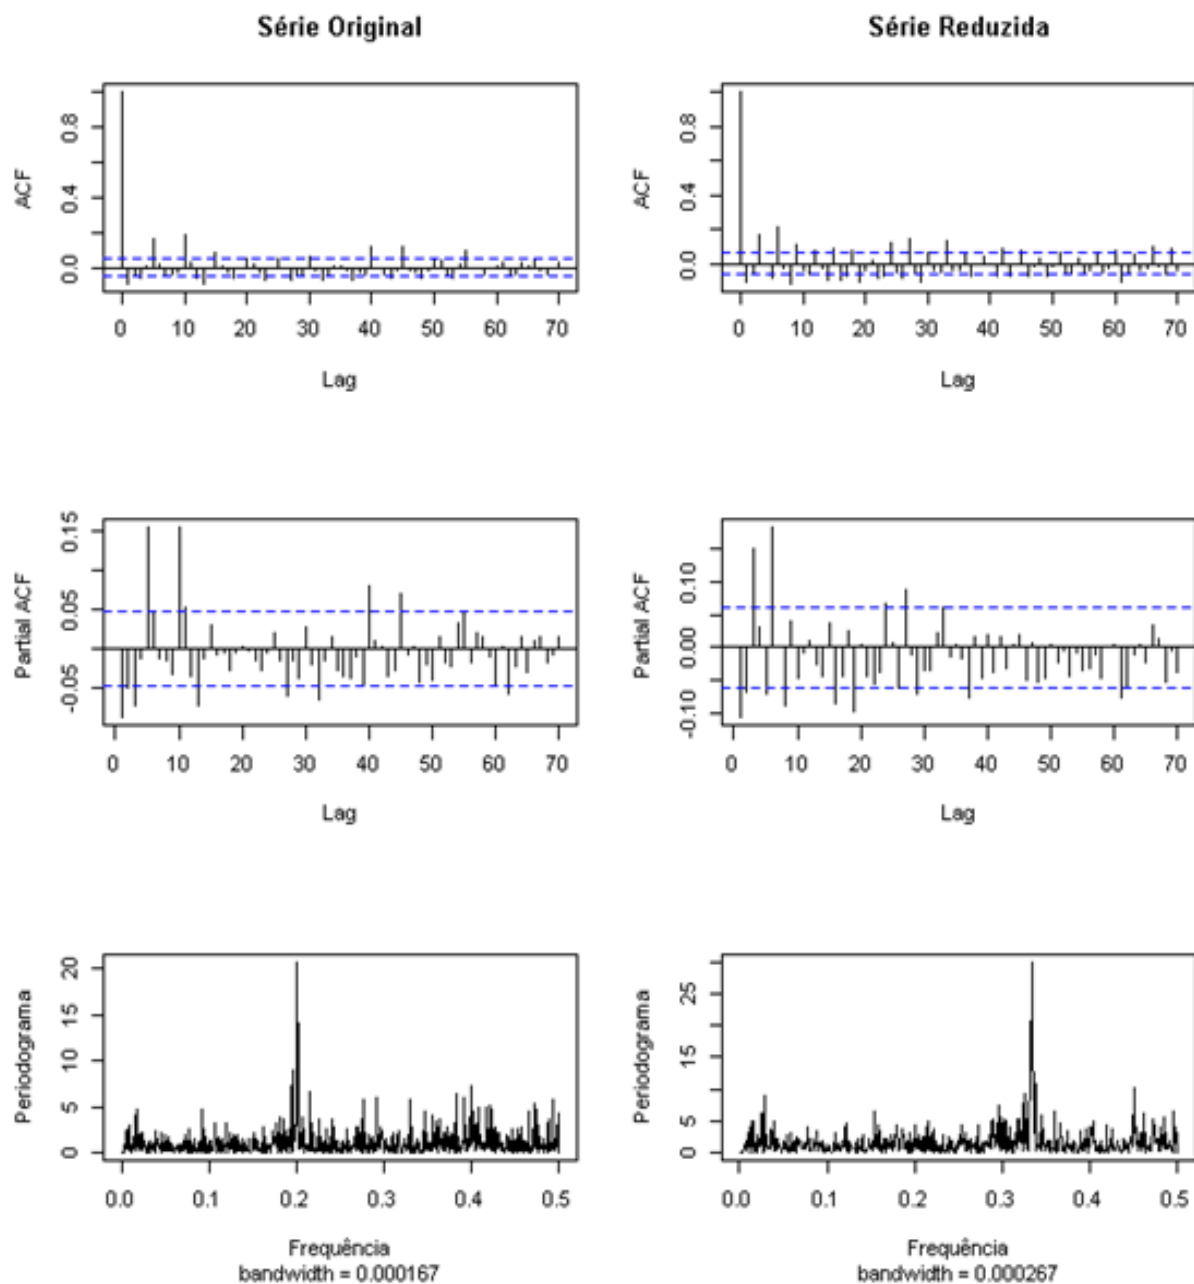 Série Original
Série Reduzida
ACF
0.0 0.4 0.8
0 10 20 30 40 50 60 70
Lag
ACF
0.0 0.4 0.8
0 10 20 30 40 50 60 70
Lag
Partial ACF
-0.05 0.05 0.15
0 10 20 30 40 50 60 70
Lag
Partial ACF
-0.10 0.00 0.10
0 10 20 30 40 50 60 70
Lag
Periodograma
0 5 10 15 20
0.0 0.1 0.2 0.3 0.4 0.5
Frequência
bandwidth = 0.000167
Periodograma
0 5 15 25
0.0 0.1 0.2 0.3 0.4 0.5
Frequência
bandwidth = 0.000267